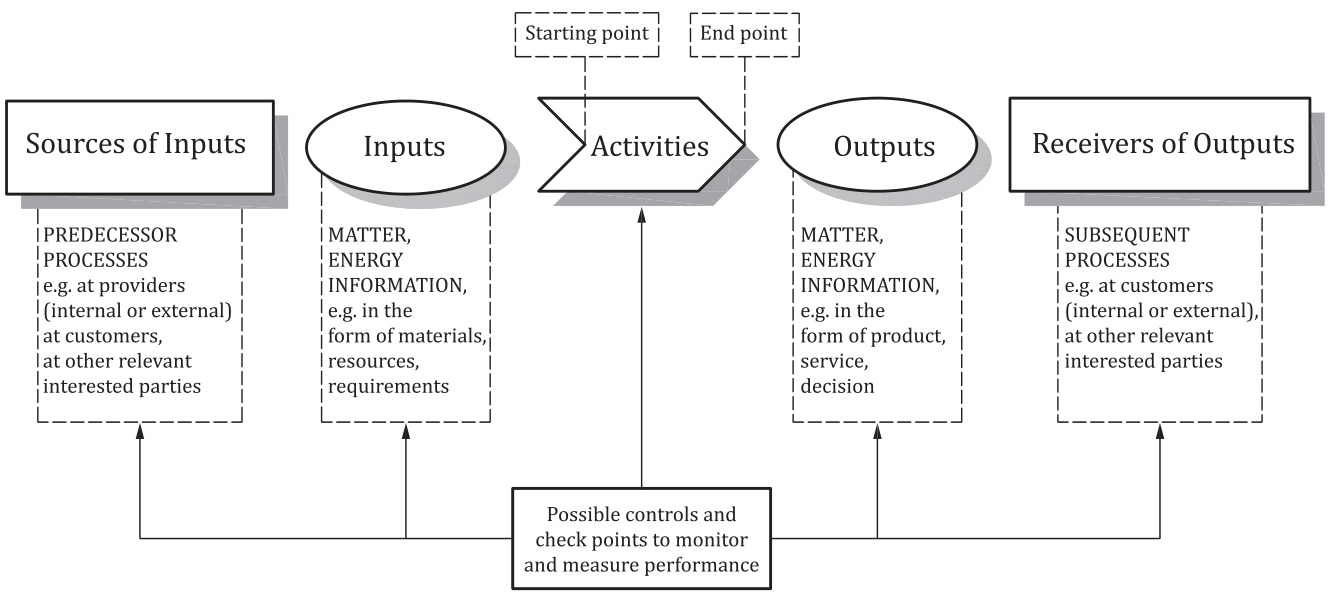 Starting point
End point
Sources of Inputs
Inputs
Activities
Outputs
Receivers of Outputs
PREDECESSOR
PROCESSES
e.g. at providers
(internal or external)
at customers,
at other relevant
interested parties
MATTER,
ENERGY
INFORMATION,
e.g. in the
form of materials,
resources,
requirements
MATTER,
ENERGY
INFORMATION,
e.g. in the
form of product,
service,
decision
SUBSEQUENT
PROCESSES
e.g. at customers
(internal or external),
at other relevant
interested parties
Possible controls and
check points to monitor
and measure performance